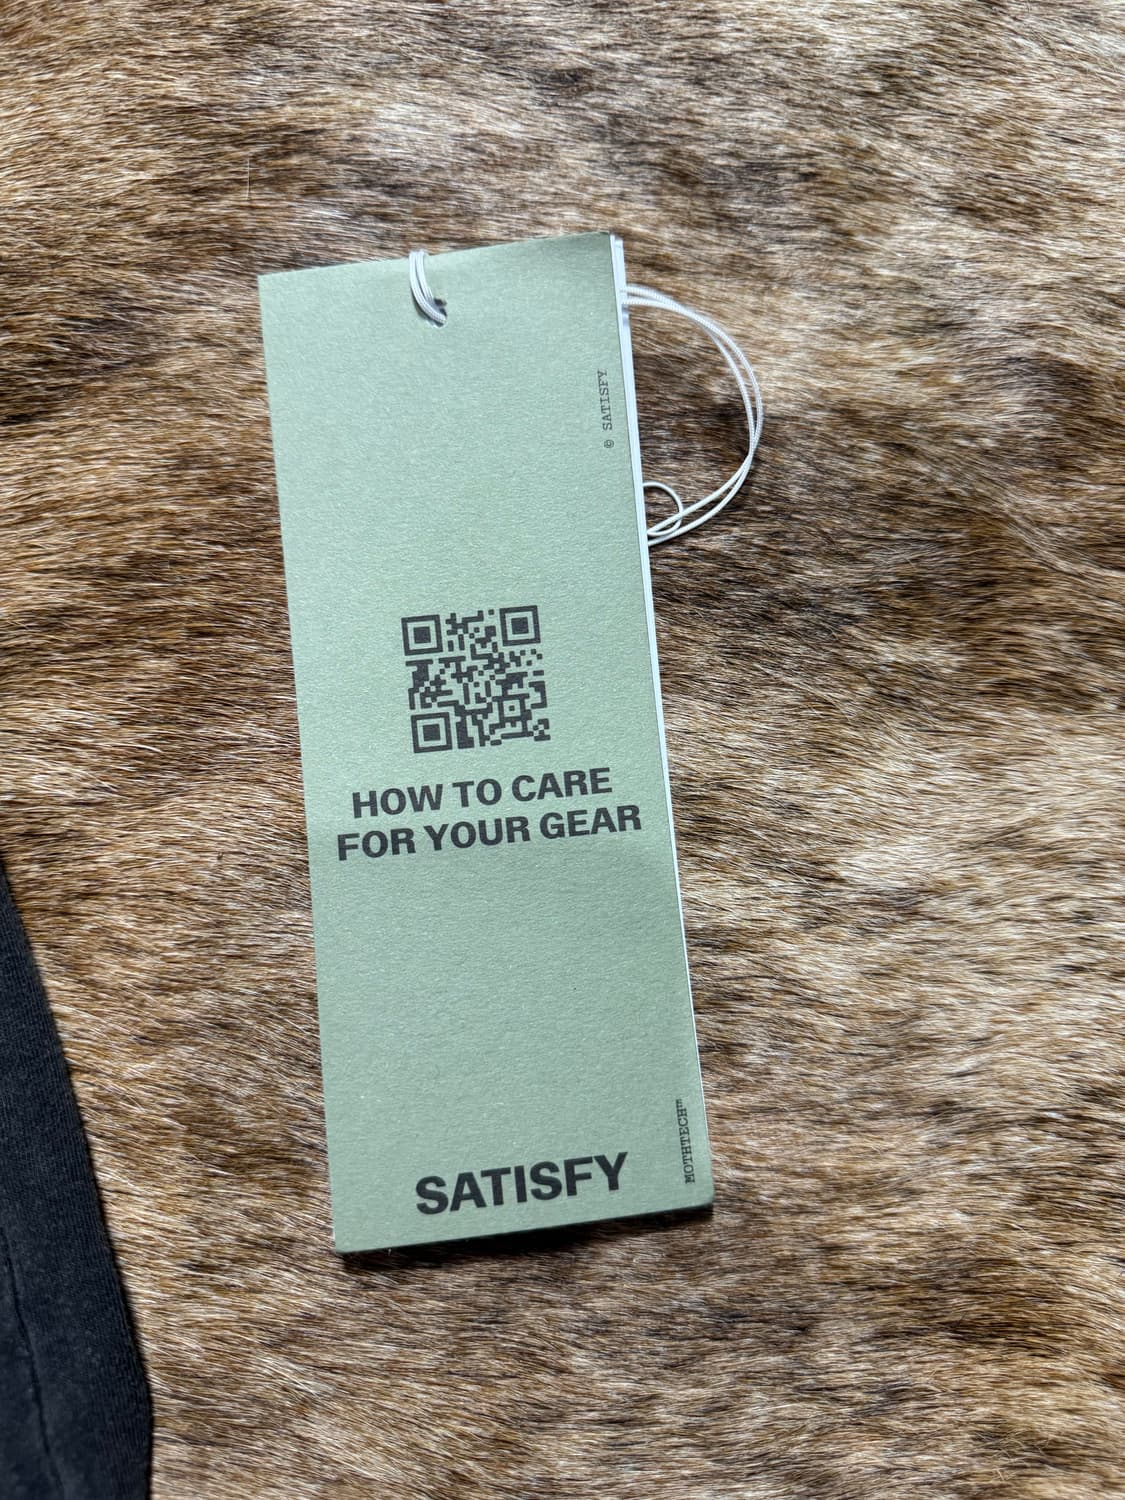 © SATISFY
HOW TO CARE
FOR YOUR GEAR
MOTHTECH™
SATISFY